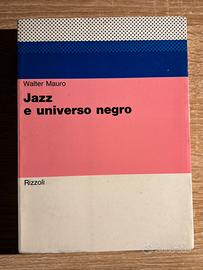 Walter Mauro
Jazz
e universo negro
Rizzoli